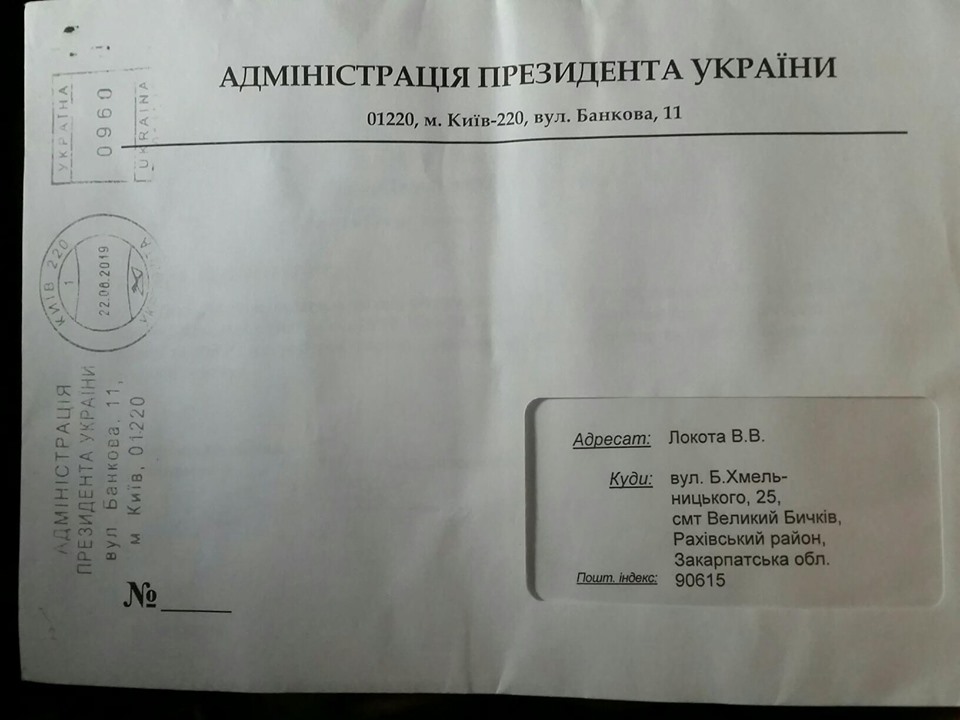 АДМІНІСТРАЦІЯ ПРЕЗИДЕНТА УКРАЇНИ
01220, м. Київ-220, вул. Банкова, 11
УКРАЇНА
0960
UKRAINA
КИЇВ 220
1
22.08.2019
АДМІНІСТРАЦІЯ
ПРЕЗИДЕНТА УКРАЇНИ
вул Банкова, 11,
м Київ, 01220
№
Адресат: Локота В.В.
Куди: вул. Б.Хмель-
ницького, 25,
смт Великий Бичків,
Рахівський район,
Закарпатська обл.
Пошт. індекс: 90615